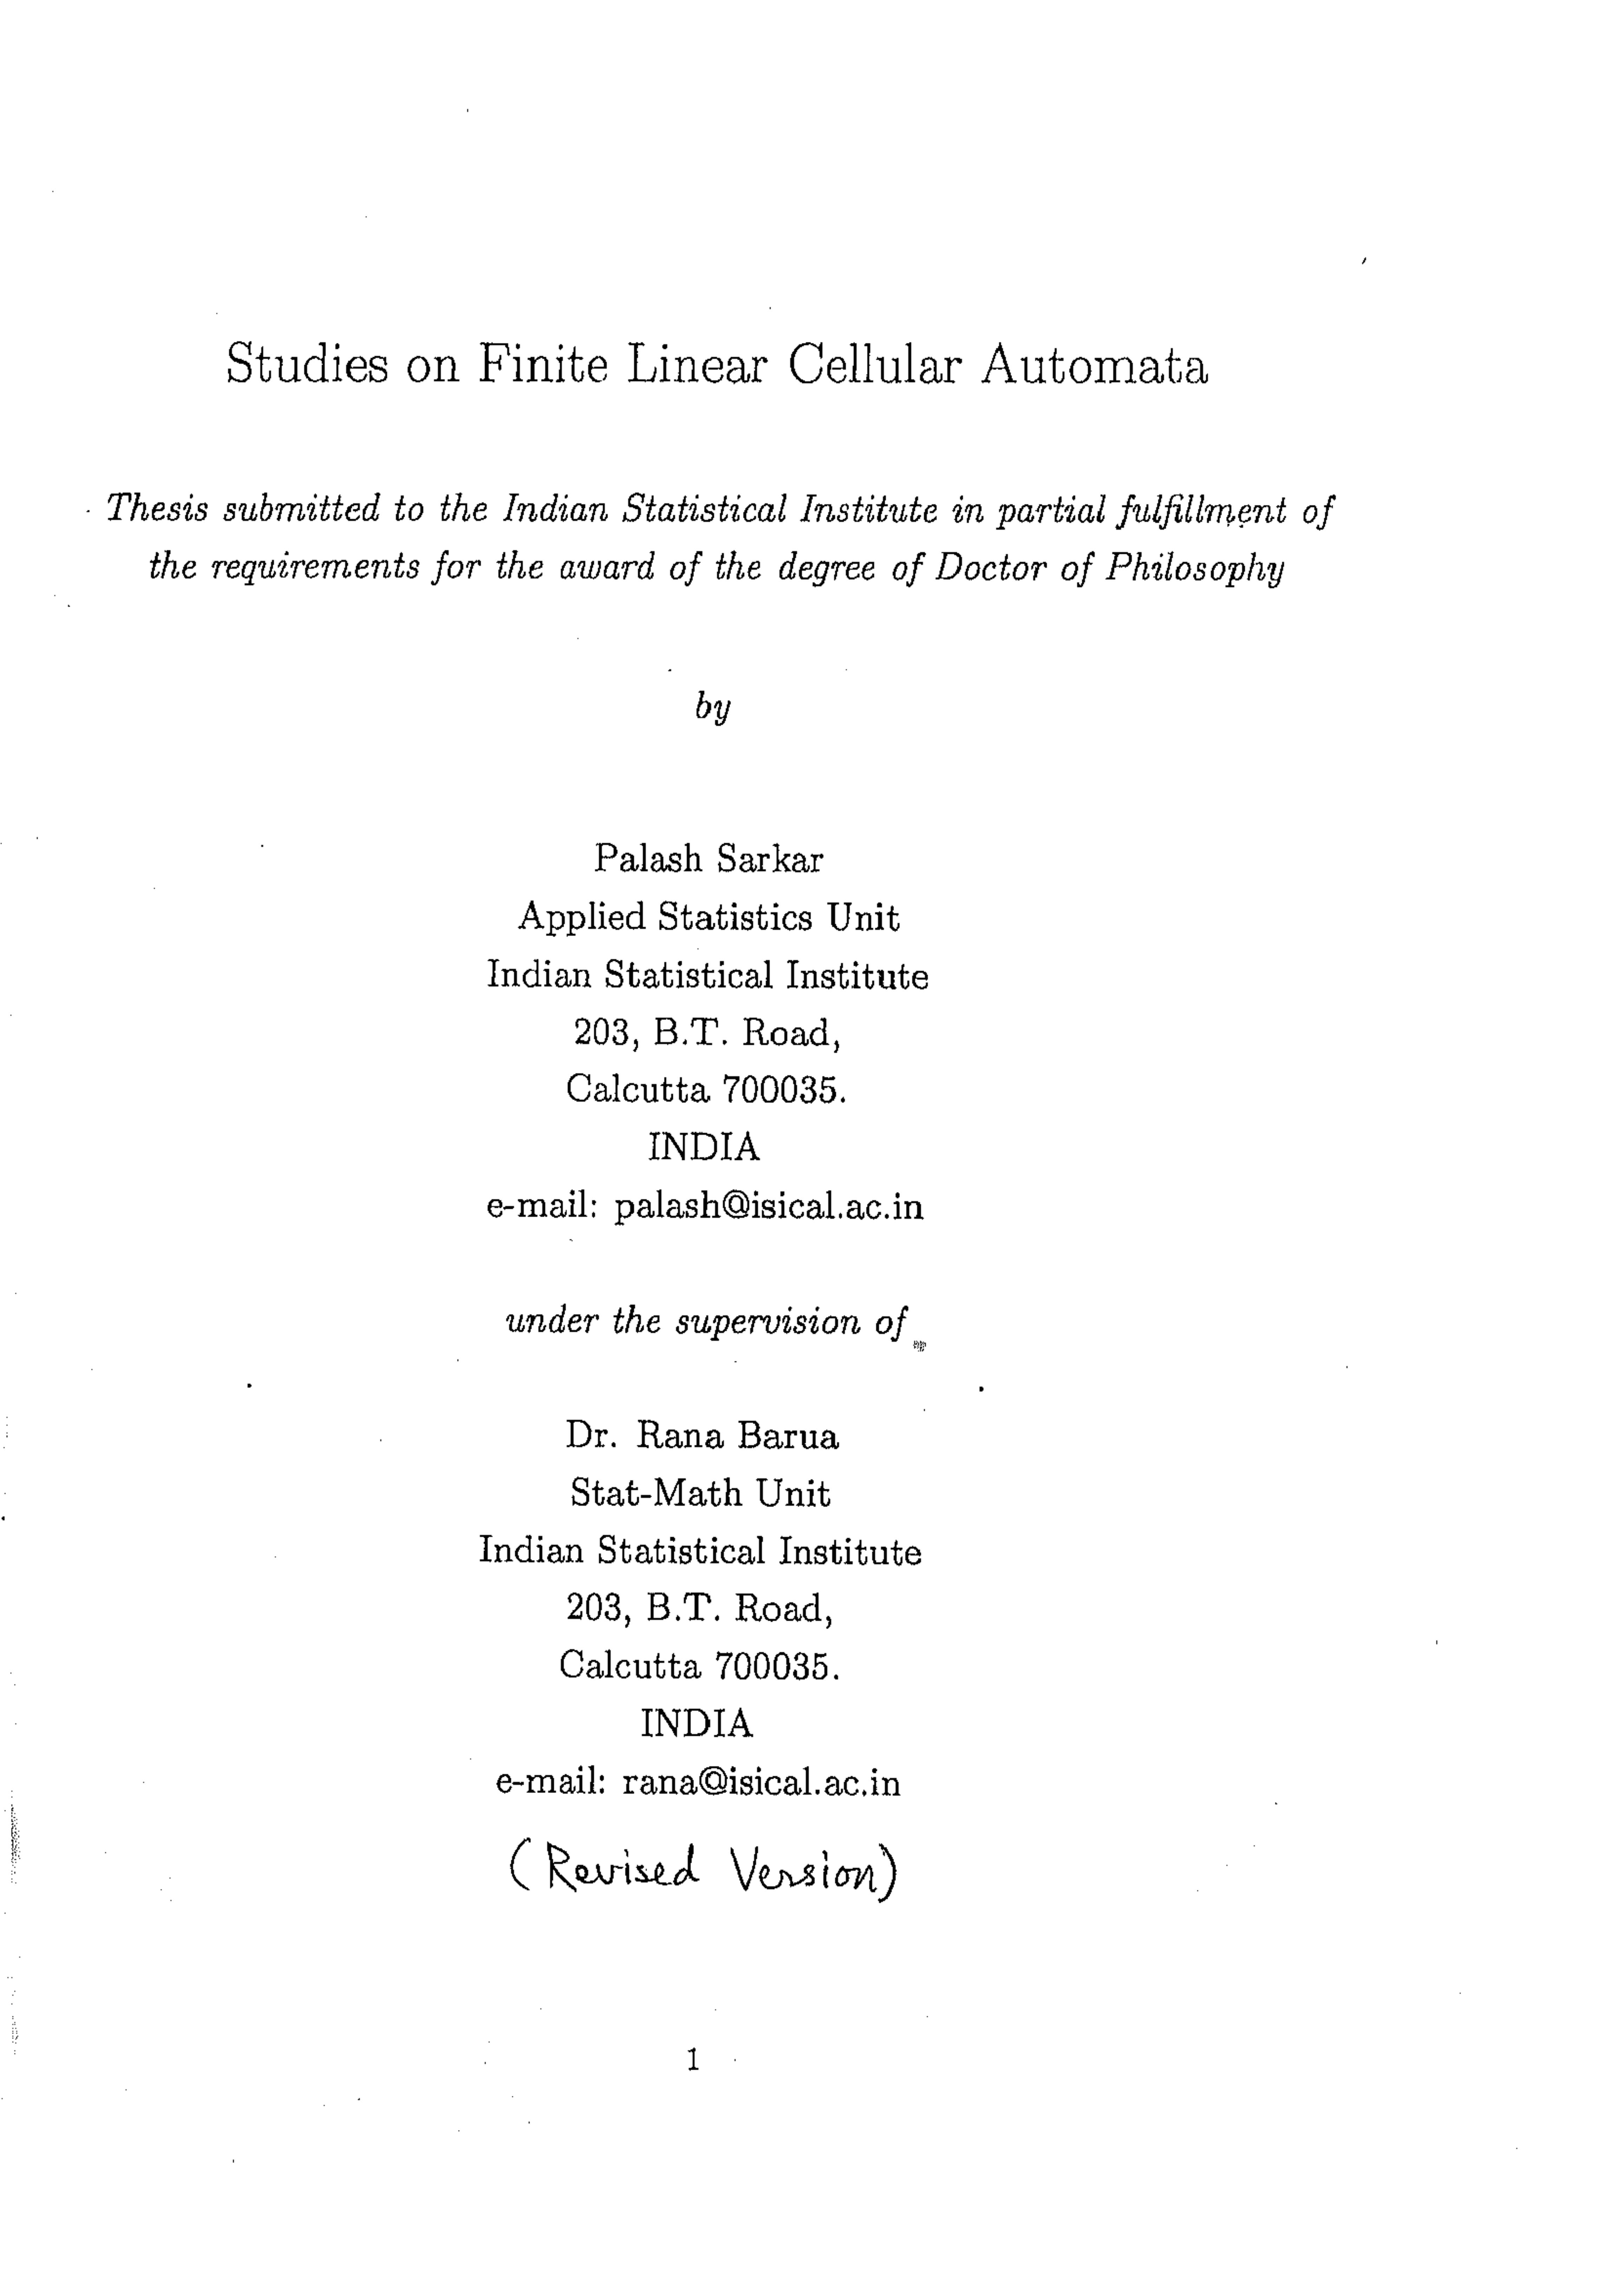 Studies on Finite Linear Cellular Automata
Thesis submitted to the Indian Statistical Institute in partial fulfillment of
the requirements for the award of the degree of Doctor of Philosophy
by
Palash Sarkar
Applied Statistics Unit
Indian Statistical Institute
203, B.T. Road,
Calcutta 700035.
INDIA
e-mail: palash@isical.ac.in
under the supervision of
Dr. Rana Barua
Stat-Math Unit
Indian Statistical Institute
203, B.T. Road,
Calcutta 700035.
INDIA
e-mail: rana@isical.ac.in
(Revised Version)
1